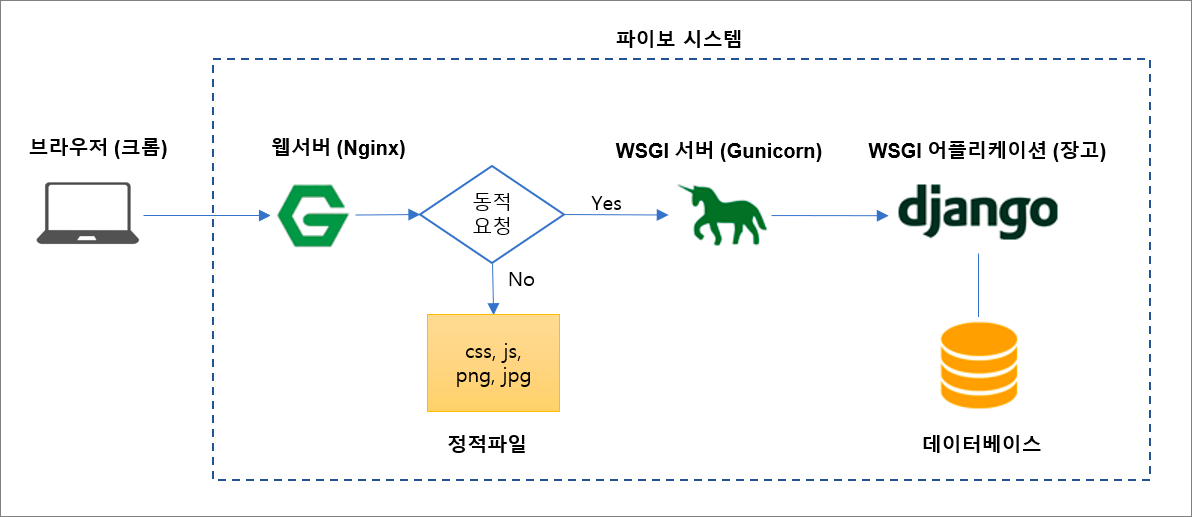 파이보 시스템
브라우저 (크롬)
웹서버 (Nginx)
WSGI 서버 (Gunicorn)
WSGI 어플리케이션 (장고)
동적
요청
Yes
django
No
css, js,
png, jpg
정적파일
데이터베이스